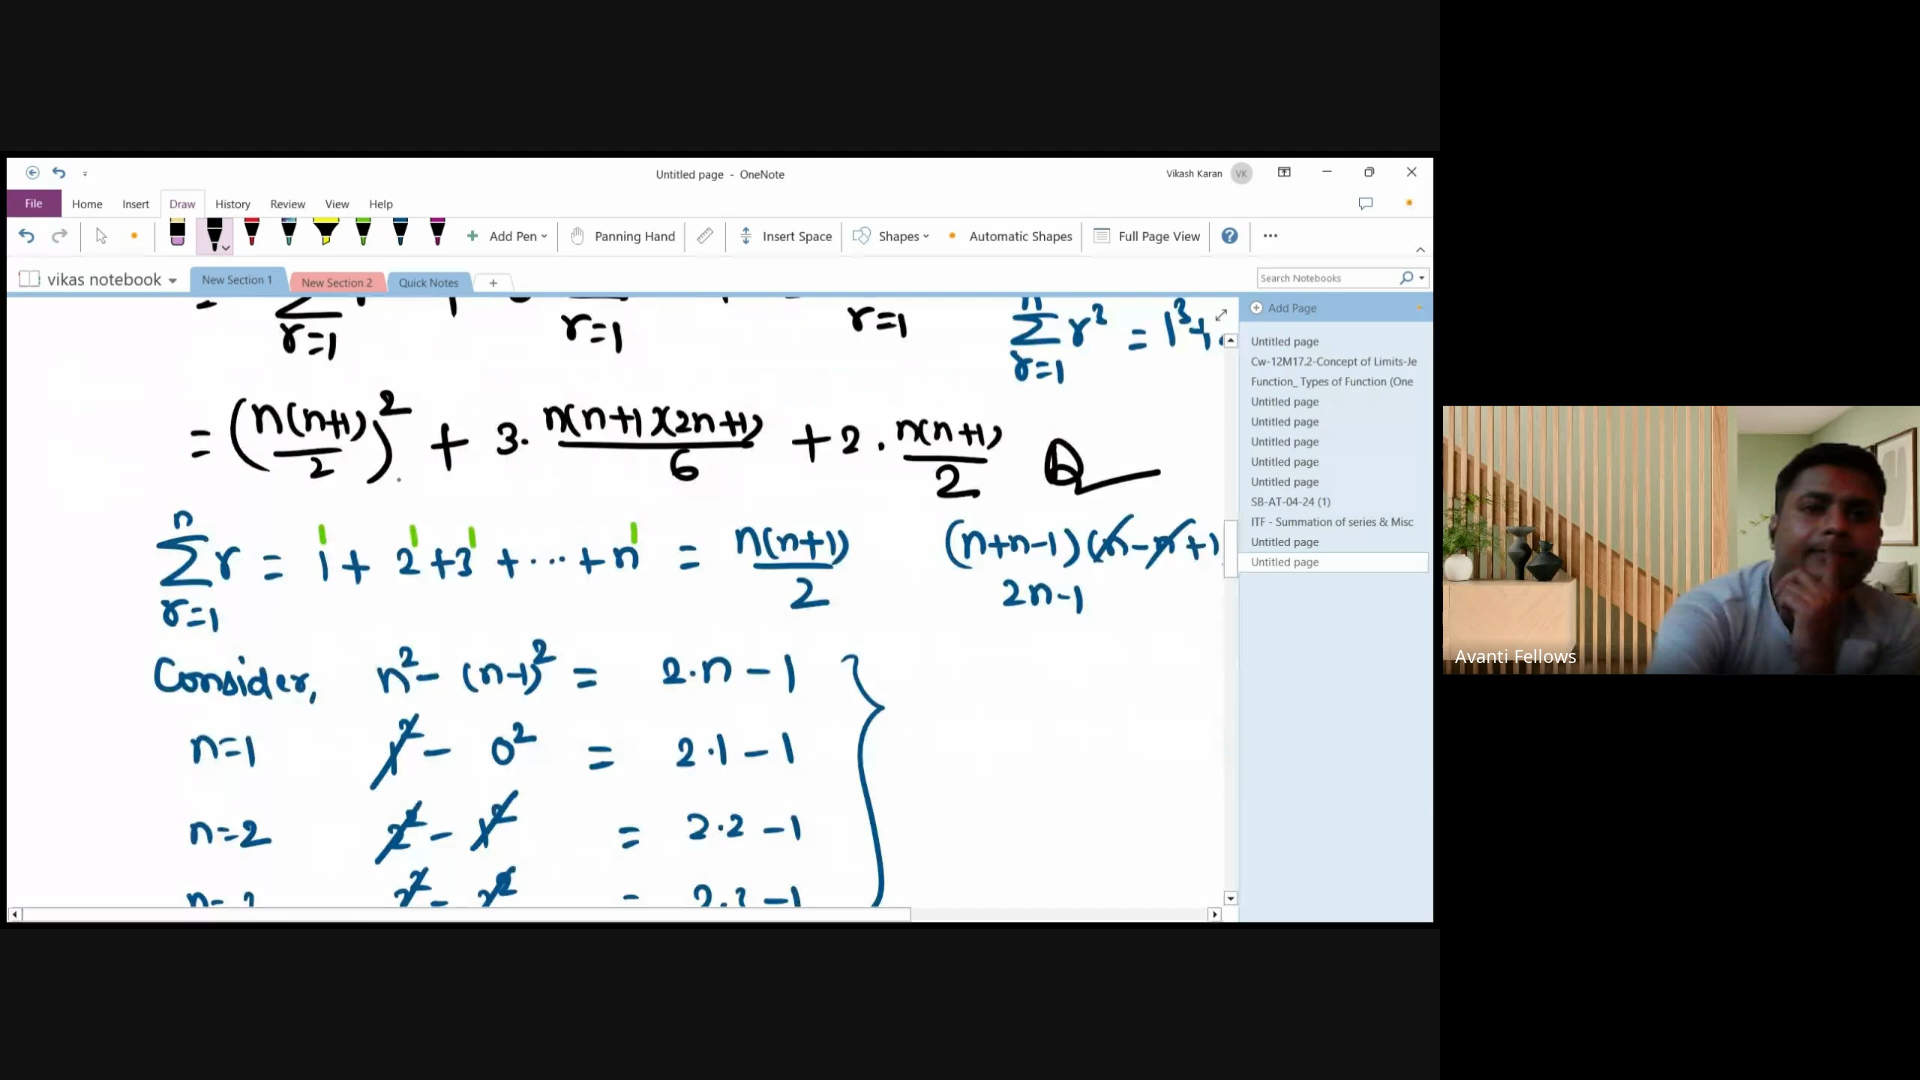 Untitled page - OneNote
Vikash Karan VK
File Home Insert Draw History Review View Help
Add Pen Panning Hand Insert Space Shapes Automatic Shapes Full Page View
vikas notebook New Section 1 New Section 2 Quick Notes +
Search Notebooks
Add Page
Untitled page
Cw-12M17.2-Concept of Limits-Je
Function_ Types of Function (One
Untitled page
Untitled page
Untitled page
Untitled page
Untitled page
SB-AT-04-24 (1)
ITF - Summation of series & Misc
Untitled page
Untitled page
r=1 r=1 r=1
n∑r=1 r³ = 1³+
= (n(n+1)/2)² + 3·n(n+1)(2n+1)/6 + 2·n(n+1)/2
n∑r=1 r = 1 + 2 + 3 + ... + n = n(n+1)/2
(n+n-1)(n-n+1)
2n-1
Consider, n² - (n-1)² = 2·n - 1
n=1 1² - 0² = 2·1 - 1
n=2 2² - 1² = 2·2 - 1
Avanti Fellows